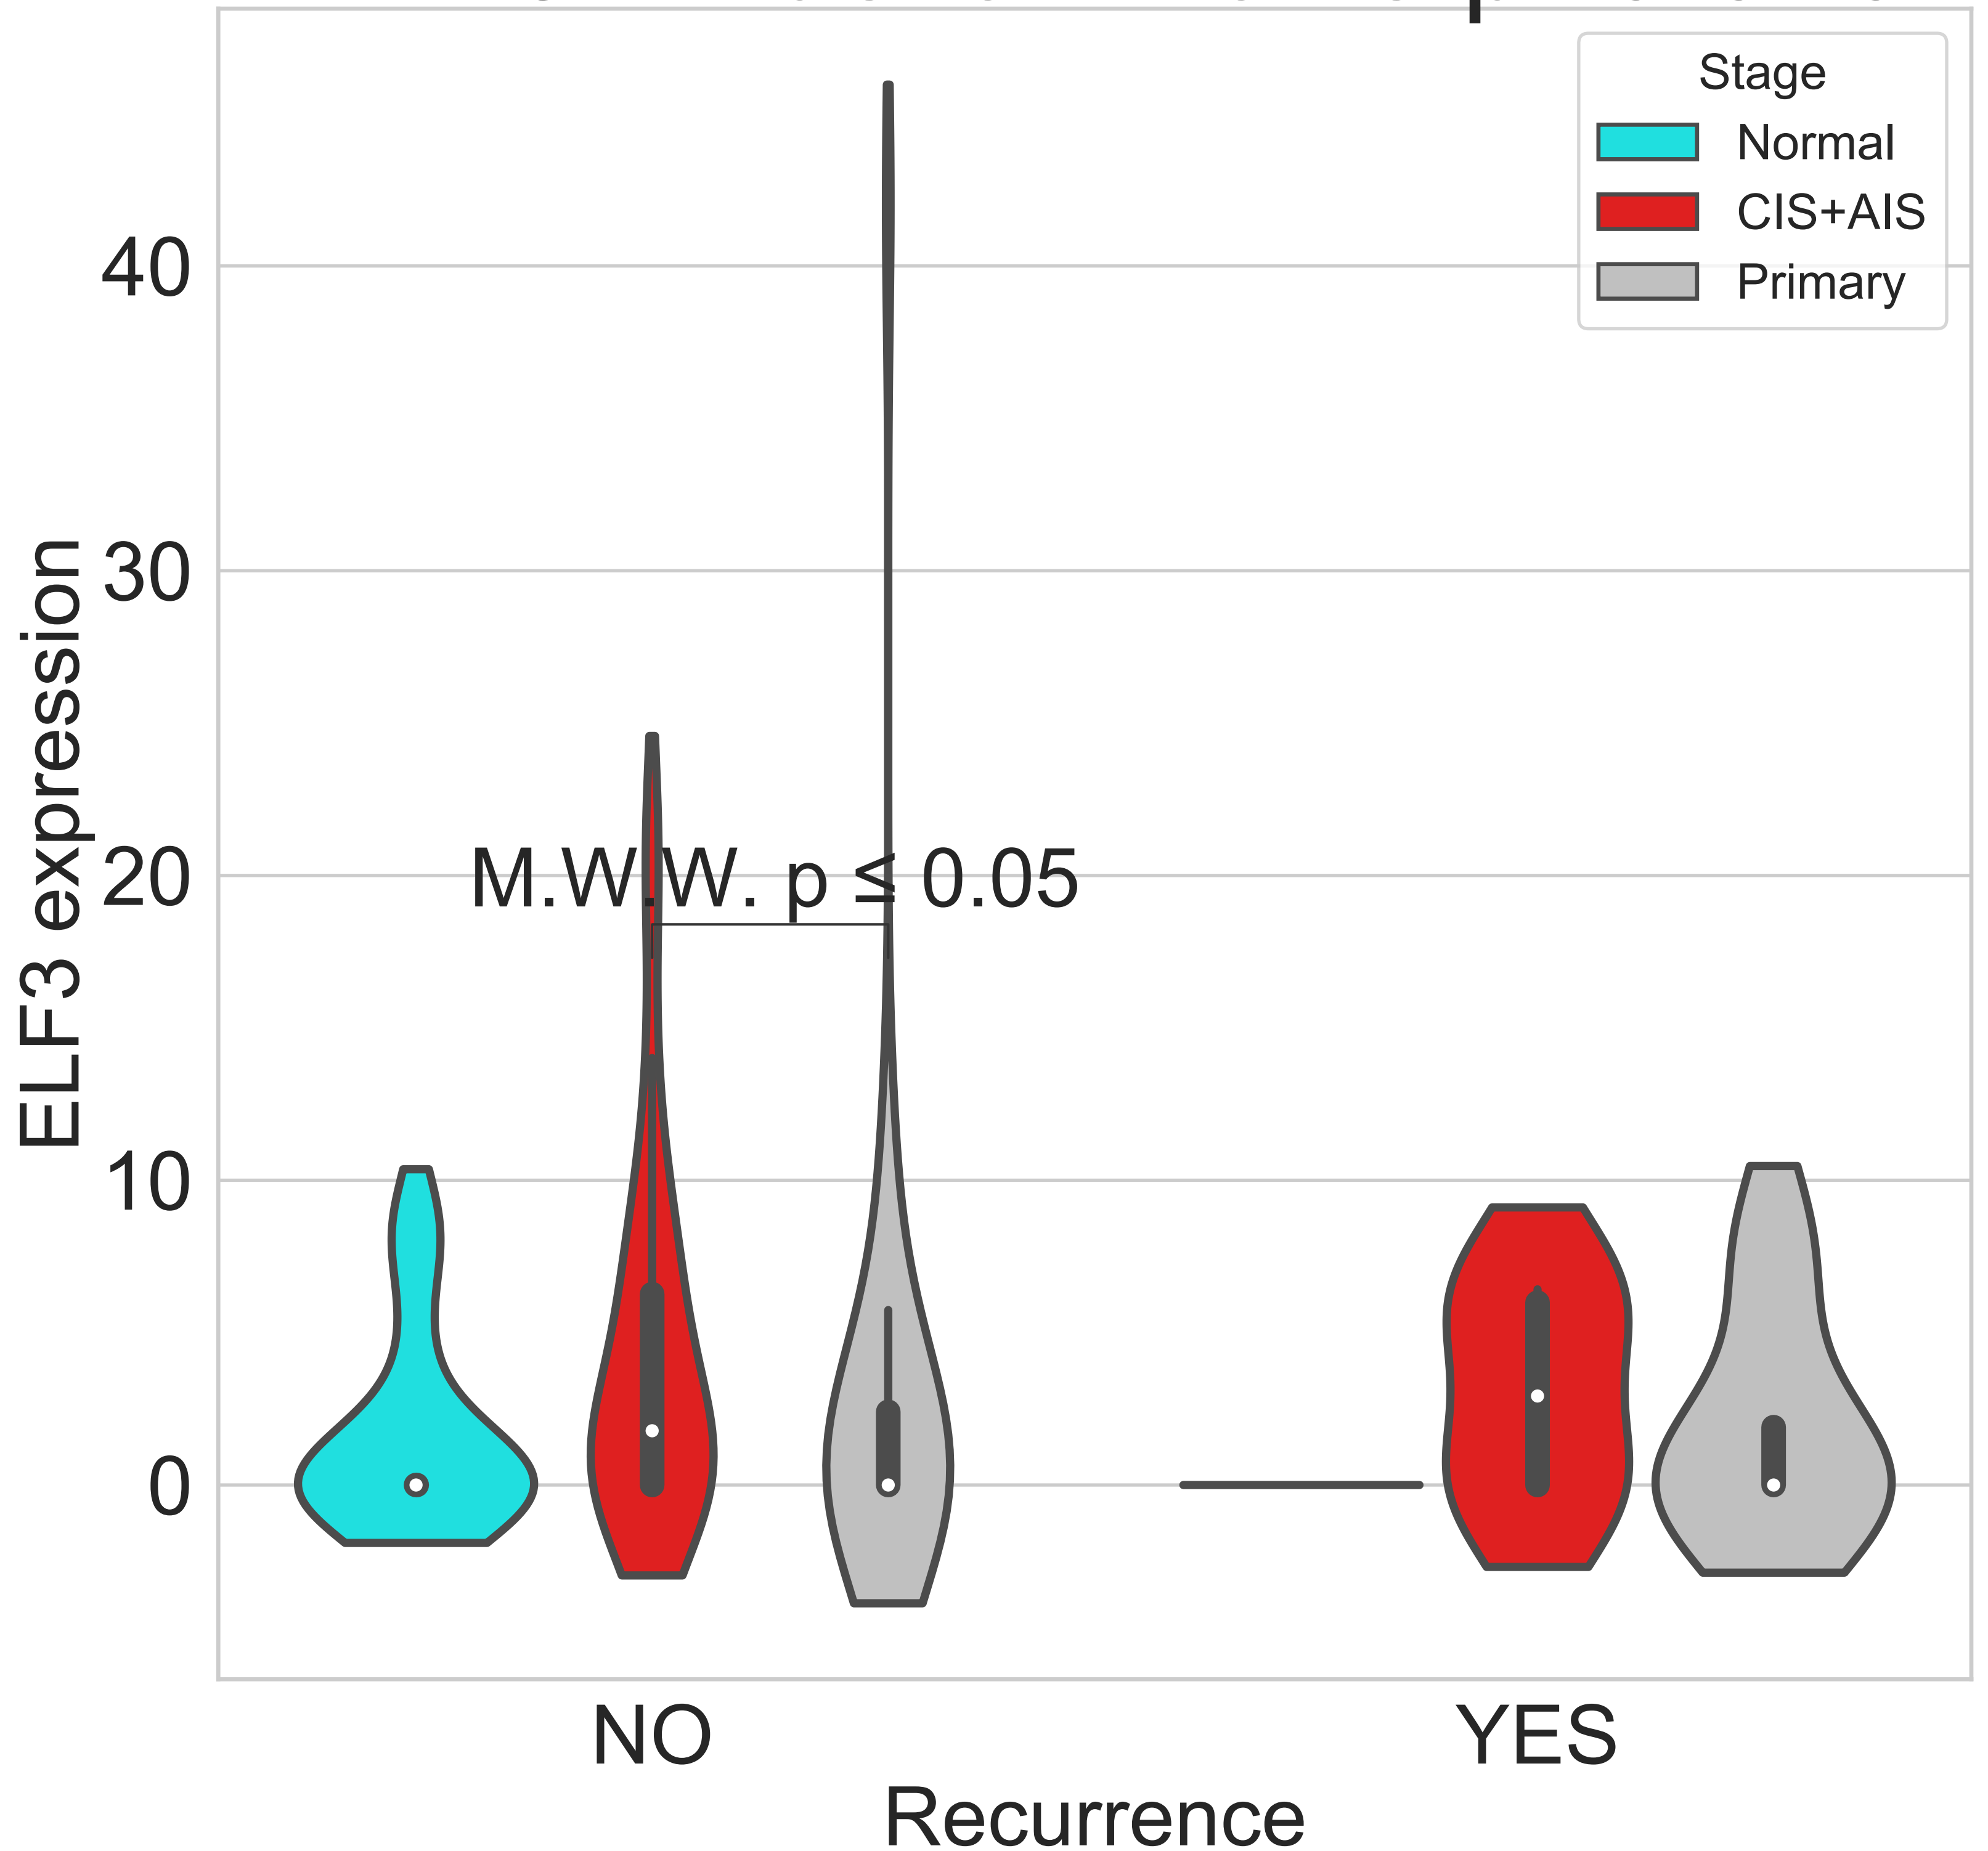 Stage
Normal
CIS+AIS
Primary
40
30
20
10
0
ELF3 expression
M.W.W. p ≤ 0.05
NO
YES
Recurrence